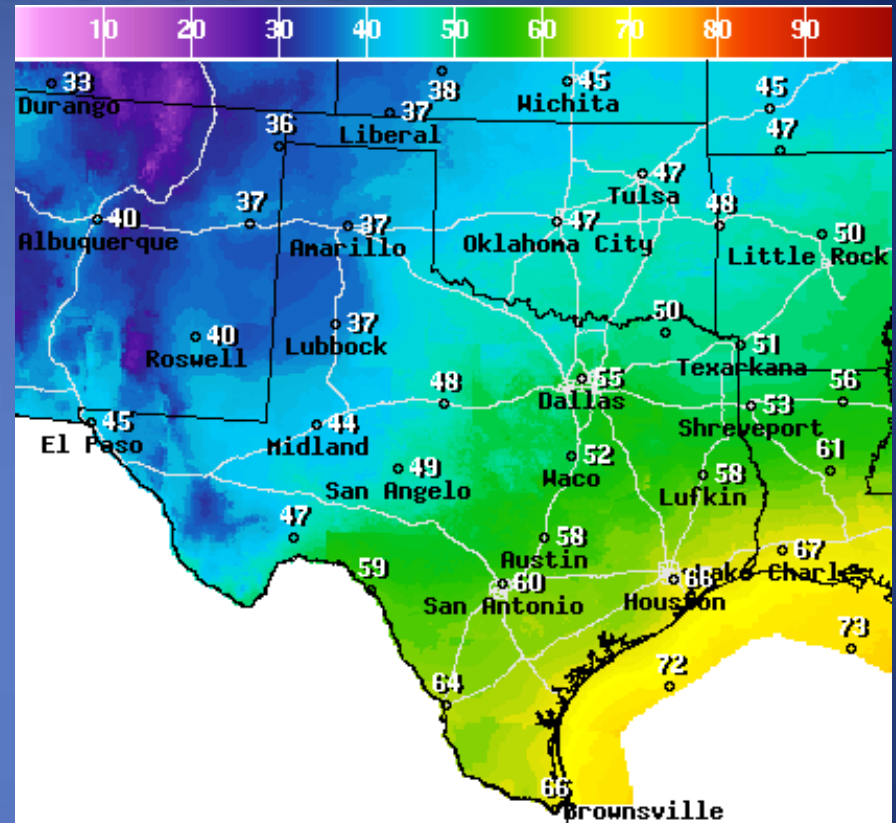 10 20 30 40 50 60 70 80 90
33
Durango
38
45
Wichita
45
37
Liberal
36
47
47
Tulsa
40
Albuquerque
37
37
Amarillo
47
Oklahoma City
48
50
Little Rock
40
Roswell
37
Lubbock
50
51
Texarkana
55
Dallas
48
56
53
Shreveport
45
El Paso
44
Midland
49
San Angelo
52
Waco
58
Lufkin
61
47
58
Austin
67
Lake Charles
59
60
San Antonio
68
Houston
73
72
64
66
Brownsville